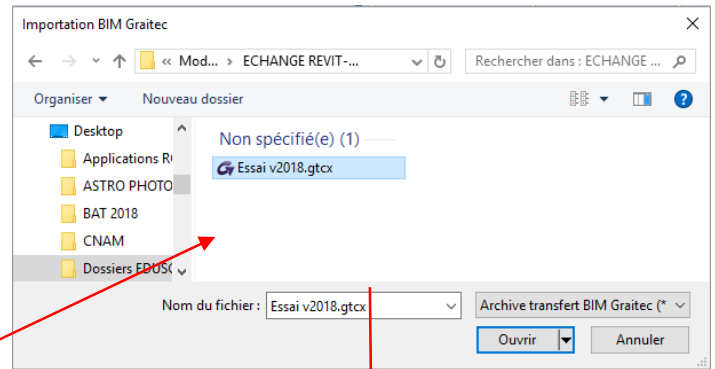 Importation BIM Graitec
« Mod... › ECHANGE REVIT-... Rechercher dans : ECHANGE ...
Organiser Nouveau dossier
Desktop
Applications R
ASTRO PHOTO
BAT 2018
CNAM
Dossiers EDUSC
Non spécifié(e) (1)
Essai v2018.gtcx
Nom du fichier : Essai v2018.gtcx Archive transfert BIM Graitec (*
Ouvrir Annuler